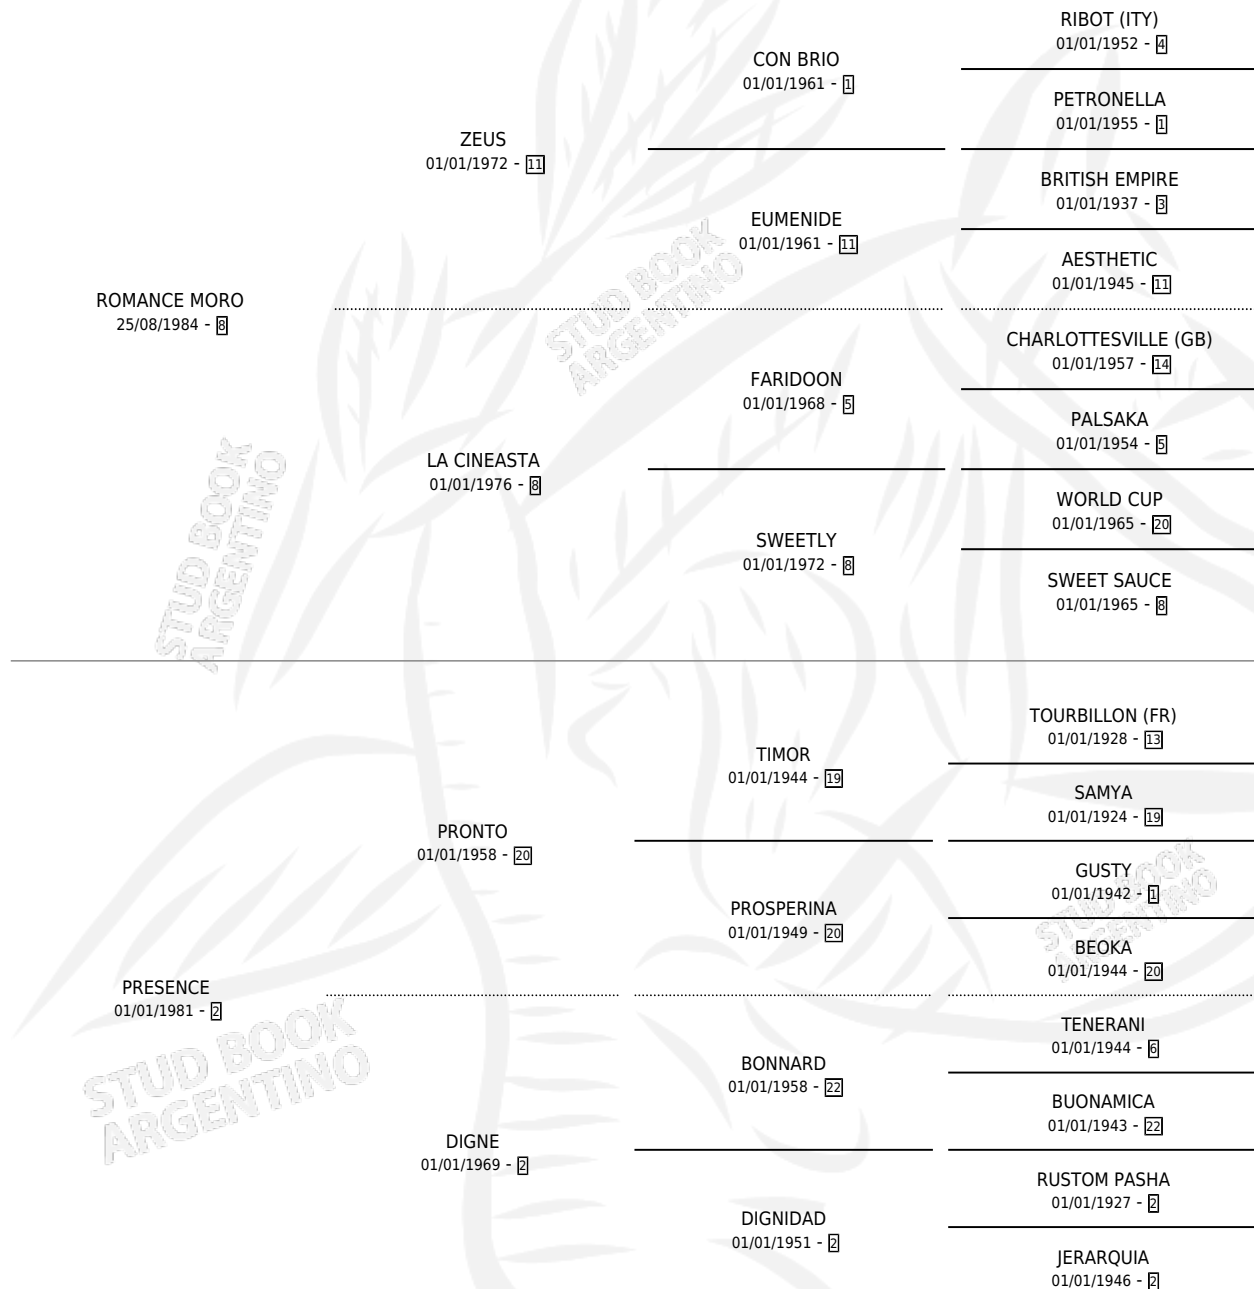 RIBOT (ITY)
01/01/1952 - 4
CON BRIO
01/01/1961 - 1
PETRONELLA
01/01/1955 - 1
ZEUS
01/01/1972 - 11
BRITISH EMPIRE
01/01/1937 - 3
EUMENIDE
01/01/1961 - 11
AESTHETIC
01/01/1945 - 11
ROMANCE MORO
25/08/1984 - 8
CHARLOTTESVILLE (GB)
01/01/1957 - 14
FARIDOON
01/01/1968 - 5
PALSAKA
01/01/1954 - 5
LA CINEASTA
01/01/1976 - 8
WORLD CUP
01/01/1965 - 20
SWEETLY
01/01/1972 - 8
SWEET SAUCE
01/01/1965 - 8
TOURBILLON (FR)
01/01/1928 - 13
TIMOR
01/01/1944 - 19
SAMYA
01/01/1924 - 19
PRONTO
01/01/1958 - 20
GUSTY
01/01/1942 - 1
PROSPERINA
01/01/1949 - 20
BEOKA
01/01/1944 - 20
PRESENCE
01/01/1981 - 2
TENERANI
01/01/1944 - 6
BONNARD
01/01/1958 - 22
BUONAMICA
01/01/1943 - 22
DIGNE
01/01/1969 - 2
RUSTOM PASHA
01/01/1927 - 2
DIGNIDAD
01/01/1951 - 2
JERARQUIA
01/01/1946 - 2
STUD BOOK
ARGENTINO
STUD BOOK
ARGENTINO
STUD BOOK
ARGENTINO
STUD BOOK
ARGENTINO